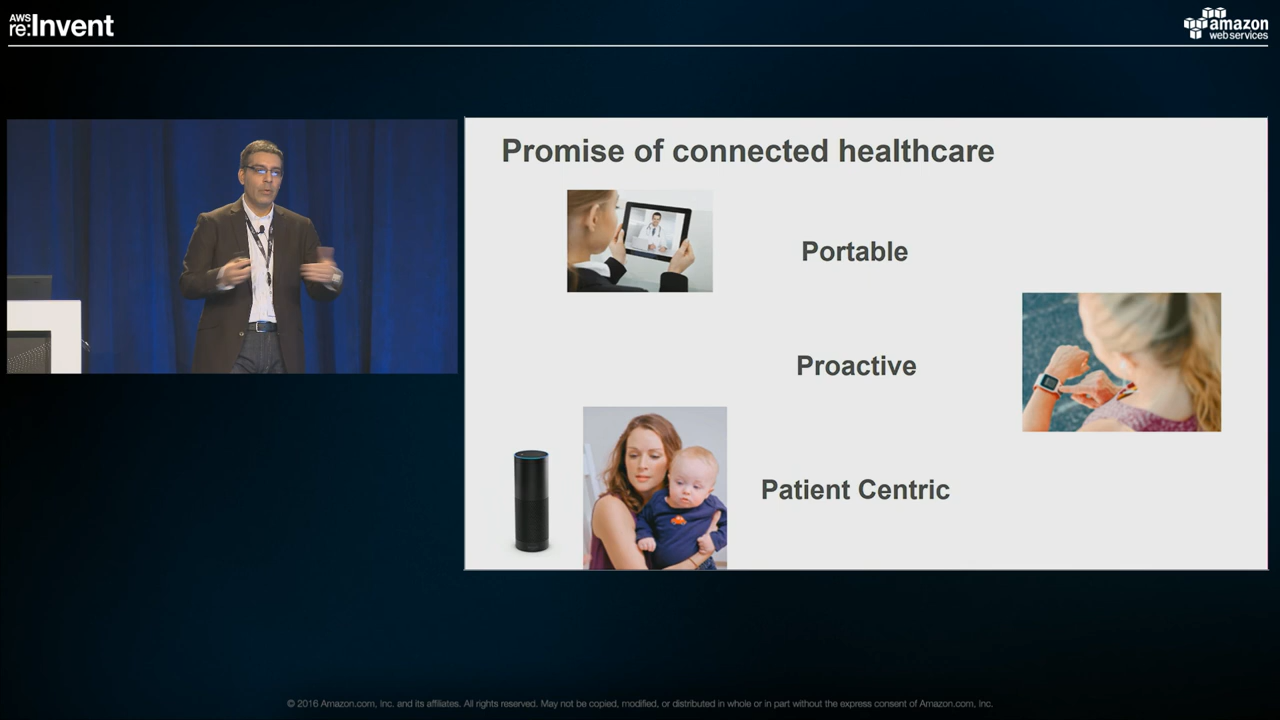 AWS
re:Invent
amazon
web services
Promise of connected healthcare
Portable
Proactive
Patient Centric
© 2016 Amazon.com, Inc. and its affiliates. All rights reserved. May not be copied, modified, or distributed in whole or in part without the express consent of Amazon.com, Inc.